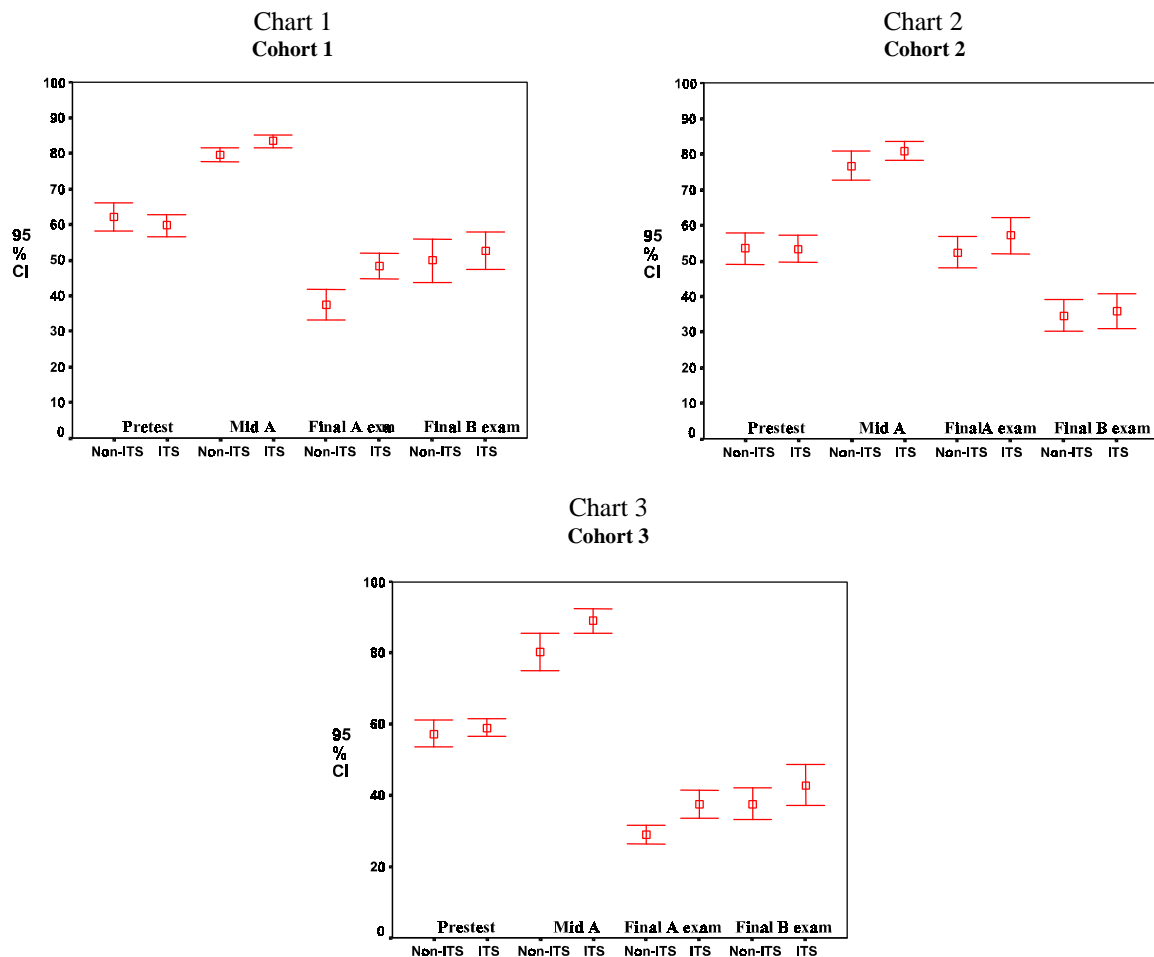 Chart 1
Cohort 1
100
90
80
70
60
50
40
30
20
10
0
95
%
CI
Pretest Mid A Final A exa Final B exam
Non-ITS ITS Non-ITS ITS Non-ITS ITS Non-ITS ITS
Chart 2
Cohort 2
100
90
80
70
60
50
40
30
20
10
0
95
%
CI
Prestest Mid A FinalA exam Final B exam
Non-ITS ITS Non-ITS ITS Non-ITS ITS Non-ITS ITS
Chart 3
Cohort 3
100
80
60
40
20
0
95
%
CI
Prestest Mid A Final A exam Final B exam
Non-ITS ITS Non-ITS ITS Non-ITS ITS Non-ITS ITS